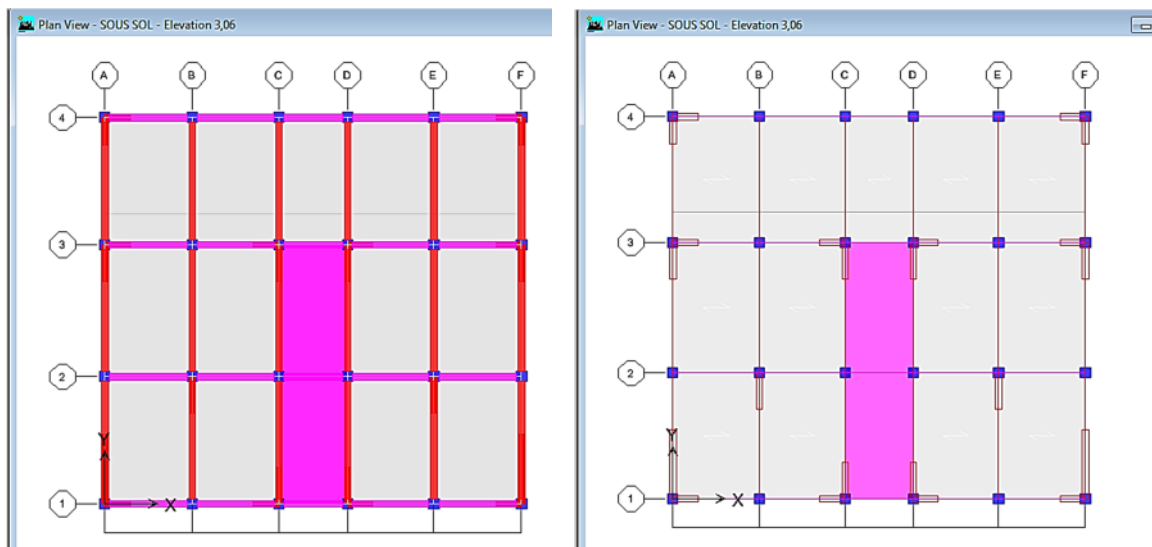 Plan View - SOUS SOL - Elevation 3,06
A B C D E F
4
3
2
Y
1
X
Plan View - SOUS SOL - Elevation 3,06
A B C D E F
4
3
2
Y
1
X